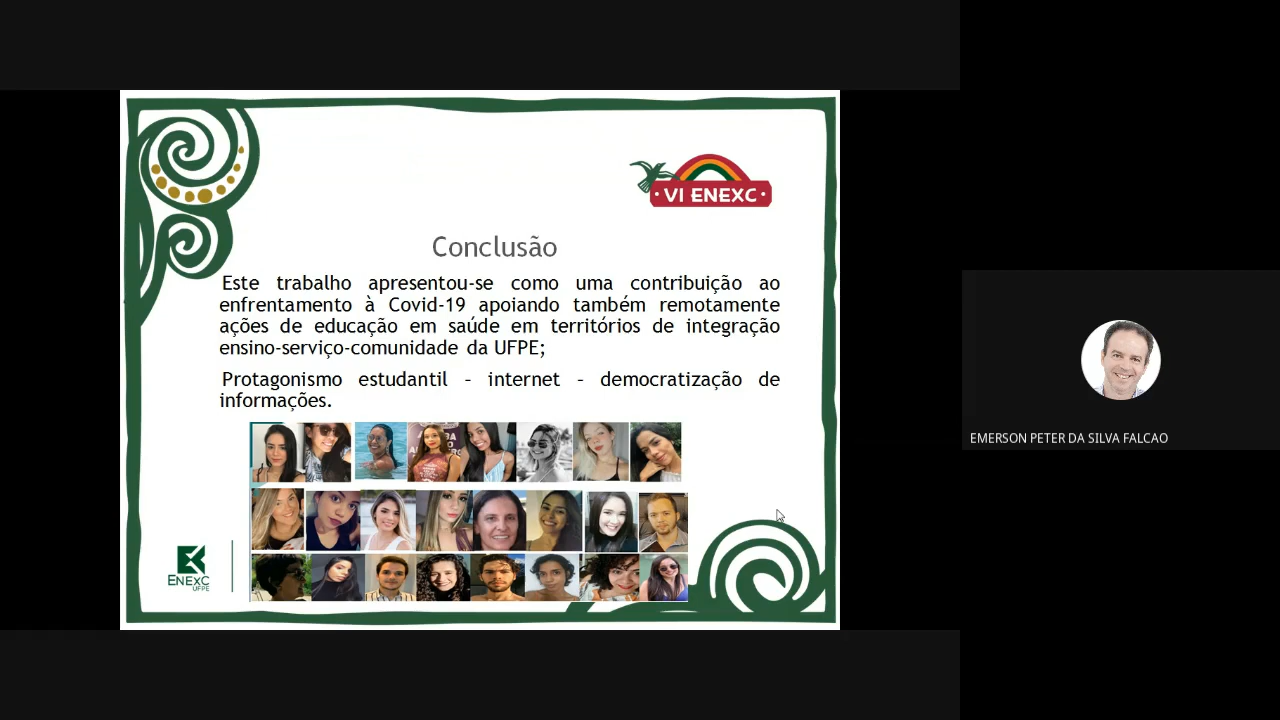 · VI ENEXC ·
Conclusão
Este trabalho apresentou-se como uma contribuição ao
enfrentamento à Covid-19 apoiando também remotamente
ações de educação em saúde em territórios de integração
ensino-serviço-comunidade da UFPE;
Protagonismo estudantil – internet – democratização de
informações.
ENEXC
UFPE
EMERSON PETER DA SILVA FALCAO